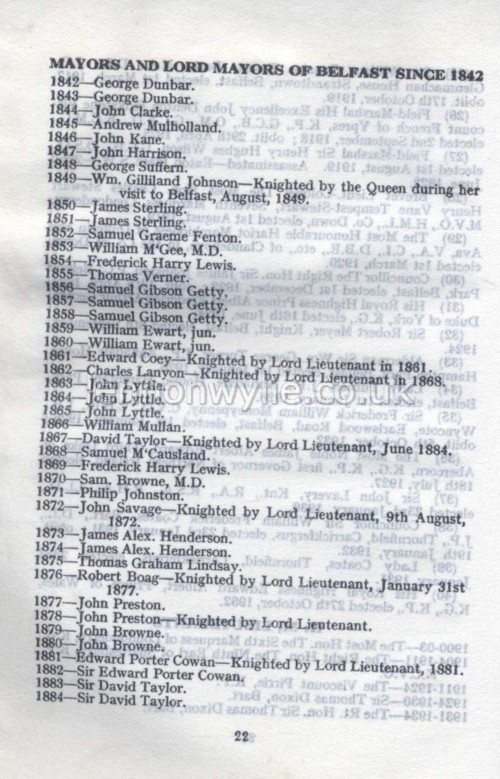 MAYORS AND LORD MAYORS OF BELFAST SINCE 1842
1842—George Dunbar.
1843—George Dunbar.
1844—John Clarke.
1845—Andrew Mulholland.
1846—John Kane.
1847—John Harrison.
1848—George Suffern.
1849—Wm. Gilliland Johnson—Knighted by the Queen during her
visit to Belfast, August, 1849.
1850—James Sterling.
1851—James Sterling.
1852—Samuel Graeme Fenton.
1853—William M'Gee, M.D.
1854—Frederick Harry Lewis.
1855—Thomas Verner.
1856—Samuel Gibson Getty.
1857—Samuel Gibson Getty.
1858—Samuel Gibson Getty.
1859—William Ewart, jun.
1860—William Ewart, jun.
1861—Edward Coey—Knighted by Lord Lieutenant in 1861.
1862—Charles Lanyon—Knighted by Lord Lieutenant in 1868.
1863—John Lyttle.
1864—John Lyttle.
1865—John Lyttle.
1866—William Mullan.
1867—David Taylor—Knighted by Lord Lieutenant, June 1884.
1868—Samuel M'Causland.
1869—Frederick Harry Lewis.
1870—Sam. Browne, M.D.
1871—Philip Johnston.
1872—John Savage—Knighted by Lord Lieutenant, 9th August,
1872.
1873—James Alex. Henderson.
1874—James Alex. Henderson.
1875—Thomas Graham Lindsay.
1876—Robert Boag—Knighted by Lord Lieutenant, January 31st
1877.
1877—John Preston.
1878—John Preston—Knighted by Lord Lieutenant.
1879—John Browne.
1880—John Browne.
1881—Edward Porter Cowan—Knighted by Lord Lieutenant, 1881.
1882—Sir Edward Porter Cowan.
1883—Sir David Taylor.
1884—Sir David Taylor.
22